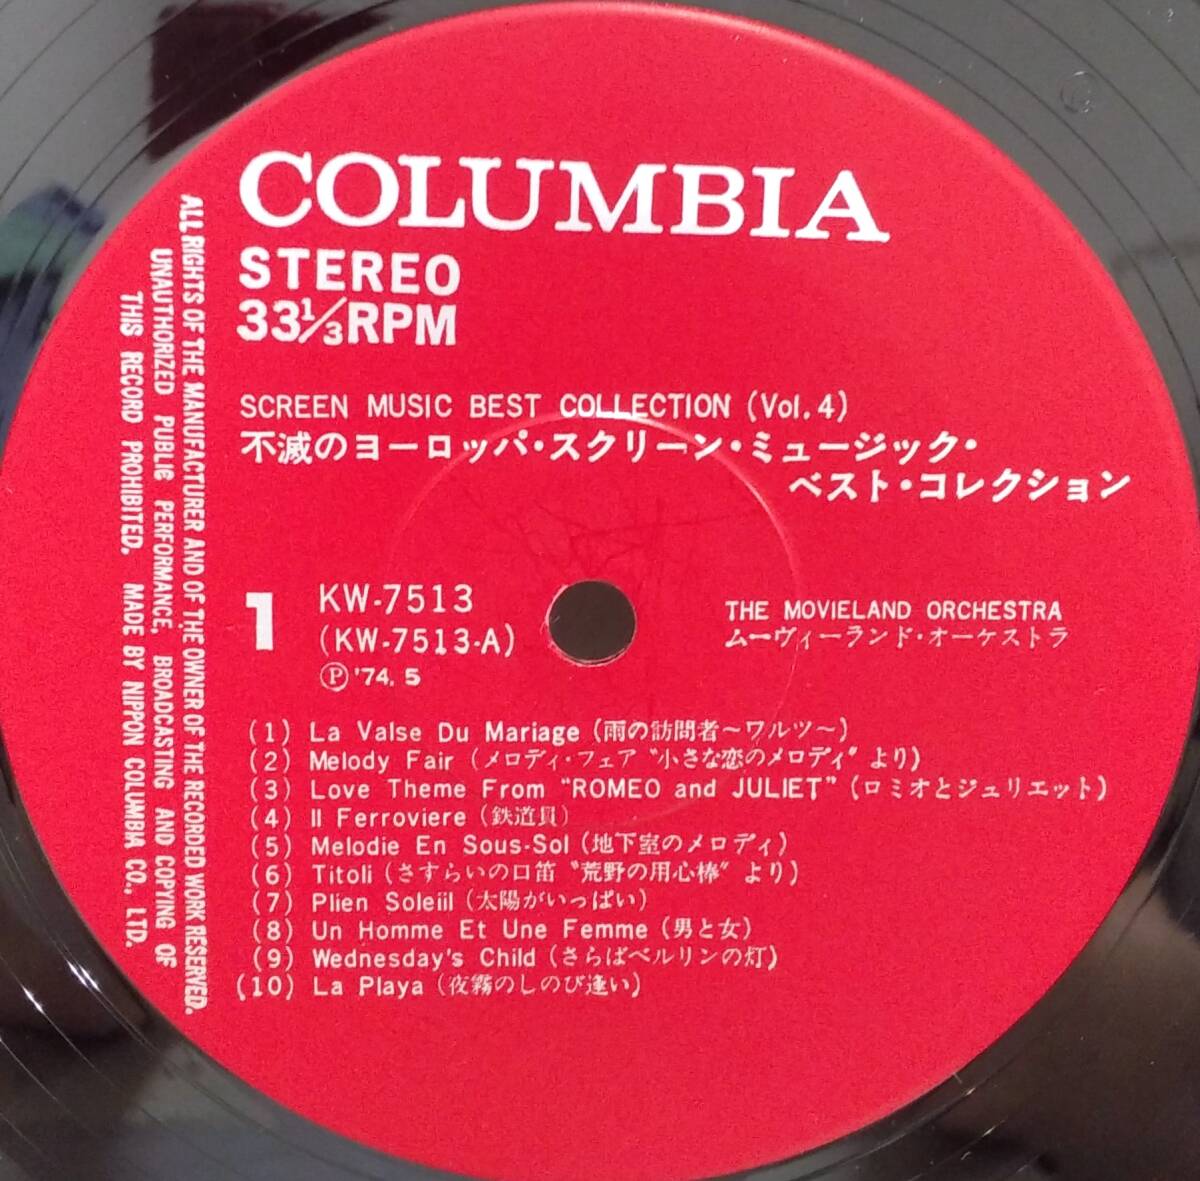 COLUMBIA
STEREO
33⅓RPM
SCREEN MUSIC BEST COLLECTION (Vol.4)
不滅のヨーロッパ・スクリーン・ミュージック・
ベスト・コレクション
1
KW-7513
(KW-7513-A)
Ⓟ '74. 5
THE MOVIELAND ORCHESTRA
ムーヴィーランド・オーケストラ
(1) La Valse Du Mariage (雨の訪問者〜ワルツ〜)
(2) Melody Fair (メロディ・フェア "小さな恋のメロディ" より)
(3) Love Theme From "ROMEO and JULIET" (ロミオとジュリエット)
(4) Il Ferroviere (鉄道員)
(5) Melodie En Sous-Sol (地下室のメロディ)
(6) Titoli (さすらいの口笛 "荒野の用心棒" より)
(7) Plien Soleiil (太陽がいっぱい)
(8) Un Homme Et Une Femme (男と女)
(9) Wednesday's Child (さらばベルリンの灯)
(10) La Playa (夜霧のしのび逢い)
ALL RIGHTS OF THE MANUFACTURER AND OF THE OWNER OF THE RECORDED WORK RESERVED.
UNAUTHORIZED PUBLIC PERFORMANCE, BROADCASTING AND COPYING OF
THIS RECORD PROHIBITED. MADE BY NIPPON COLUMBIA CO., LTD.